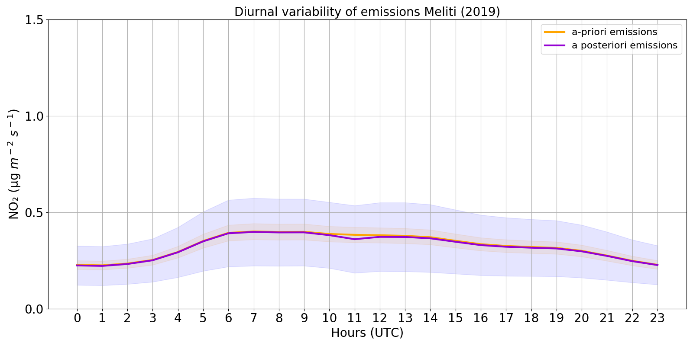 Diurnal variability of emissions Meliti (2019)
a-priori emissions
a posteriori emissions
NO₂ (µg m⁻² s⁻¹)
1.5
1.0
0.5
0.0
0 1 2 3 4 5 6 7 8 9 10 11 12 13 14 15 16 17 18 19 20 21 22 23
Hours (UTC)